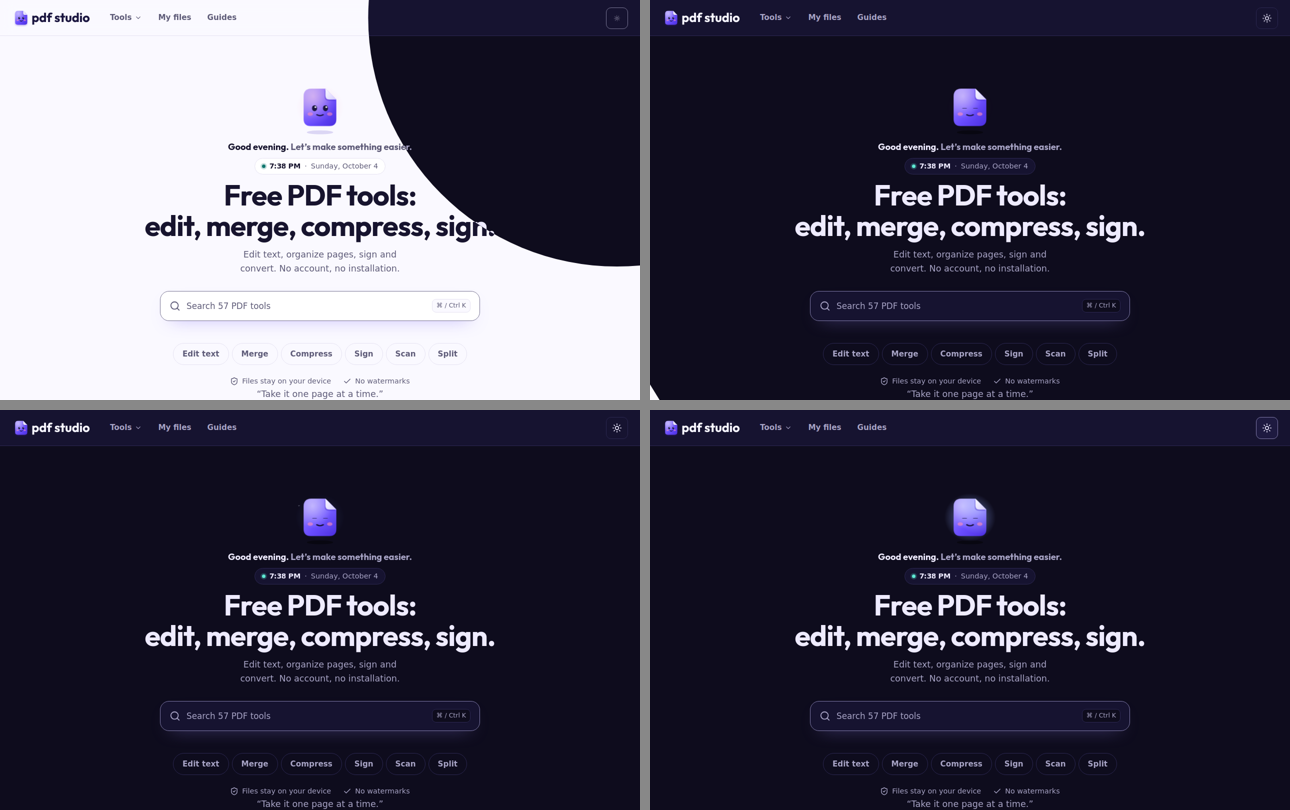 pdf studio Tools My files Guides
Good evening. Let's make something easier.
7:38 PM · Sunday, October 4
Free PDF tools:
edit, merge, compress, sign.
Edit text, organize pages, sign and
convert. No account, no installation.
Search 57 PDF tools ⌘ / Ctrl K
Edit text Merge Compress Sign Scan Split
Files stay on your device No watermarks
“Take it one page at a time.”
pdf studio Tools My files Guides
Good evening. Let's make something easier.
7:38 PM · Sunday, October 4
Free PDF tools:
edit, merge, compress, sign.
Edit text, organize pages, sign and
convert. No account, no installation.
Search 57 PDF tools ⌘ / Ctrl K
Edit text Merge Compress Sign Scan Split
Files stay on your device No watermarks
“Take it one page at a time.”
pdf studio Tools My files Guides
Good evening. Let's make something easier.
7:38 PM · Sunday, October 4
Free PDF tools:
edit, merge, compress, sign.
Edit text, organize pages, sign and
convert. No account, no installation.
Search 57 PDF tools ⌘ / Ctrl K
Edit text Merge Compress Sign Scan Split
Files stay on your device No watermarks
“Take it one page at a time.”
pdf studio Tools My files Guides
Good evening. Let's make something easier.
7:38 PM · Sunday, October 4
Free PDF tools:
edit, merge, compress, sign.
Edit text, organize pages, sign and
convert. No account, no installation.
Search 57 PDF tools ⌘ / Ctrl K
Edit text Merge Compress Sign Scan Split
Files stay on your device No watermarks
“Take it one page at a time.”